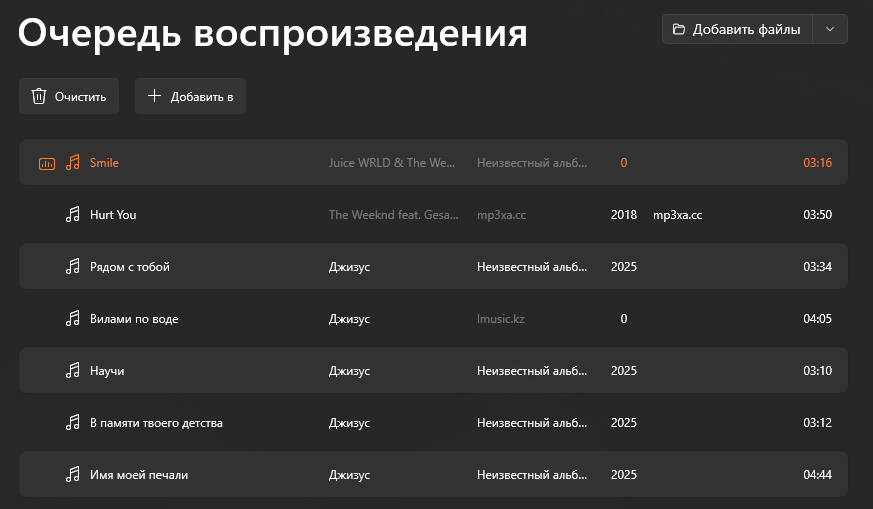 Очередь воспроизведения
Добавить файлы
Очистить
Добавить в
Smile Juice WRLD & The We... Неизвестный альб... 0 03:16
Hurt You The Weeknd feat. Gesa... mp3xa.cc 2018 mp3xa.cc 03:50
Рядом с тобой Джизус Неизвестный альб... 2025 03:34
Вилами по воде Джизус lmusic.kz 0 04:05
Научи Джизус Неизвестный альб... 2025 03:10
В памяти твоего детства Джизус Неизвестный альб... 2025 03:12
Имя моей печали Джизус Неизвестный альб... 2025 04:44